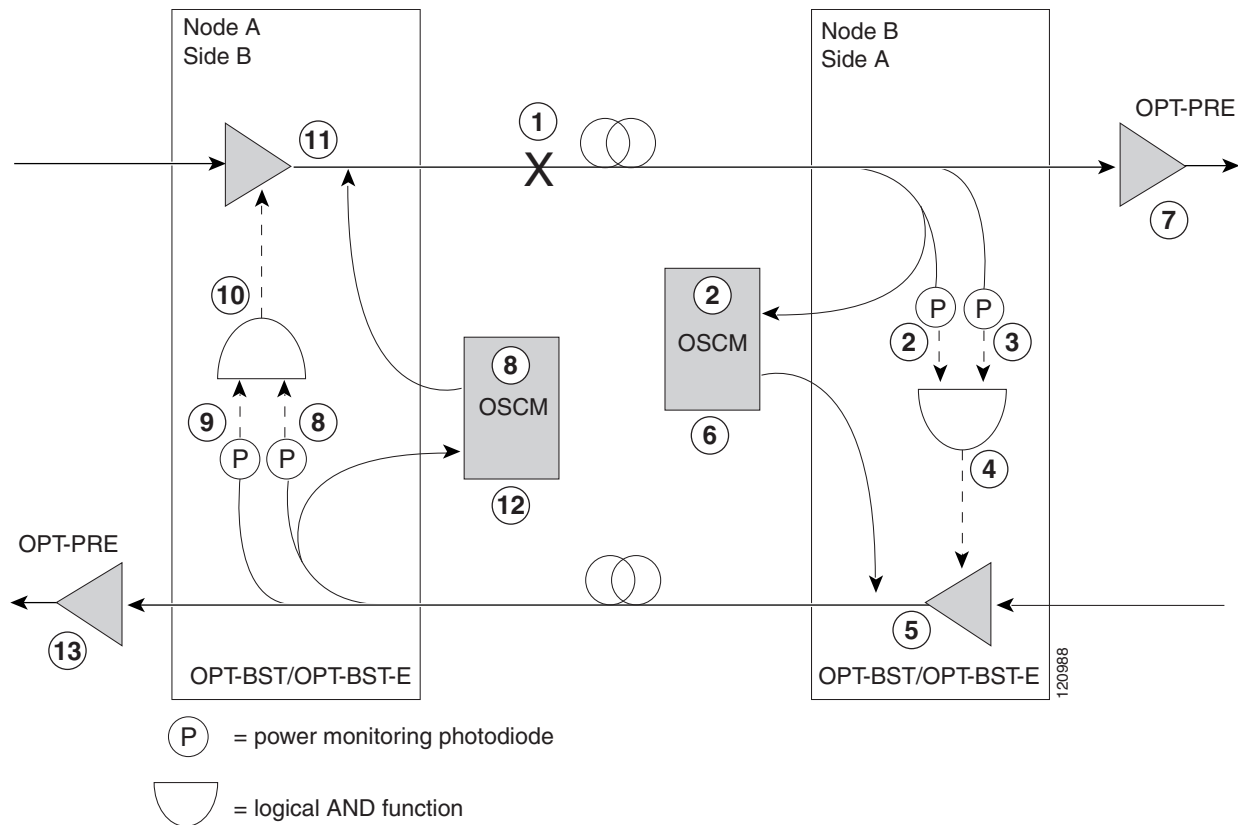 Node A
Side B
Node B
Side A
1
OPT-PRE
11
7
10
2
OSCM
P
P
2
3
8
OSCM
9
8
6
P
P
4
12
OPT-PRE
13
5
OPT-BST/OPT-BST-E
OPT-BST/OPT-BST-E
120988
P = power monitoring photodiode
= logical AND function